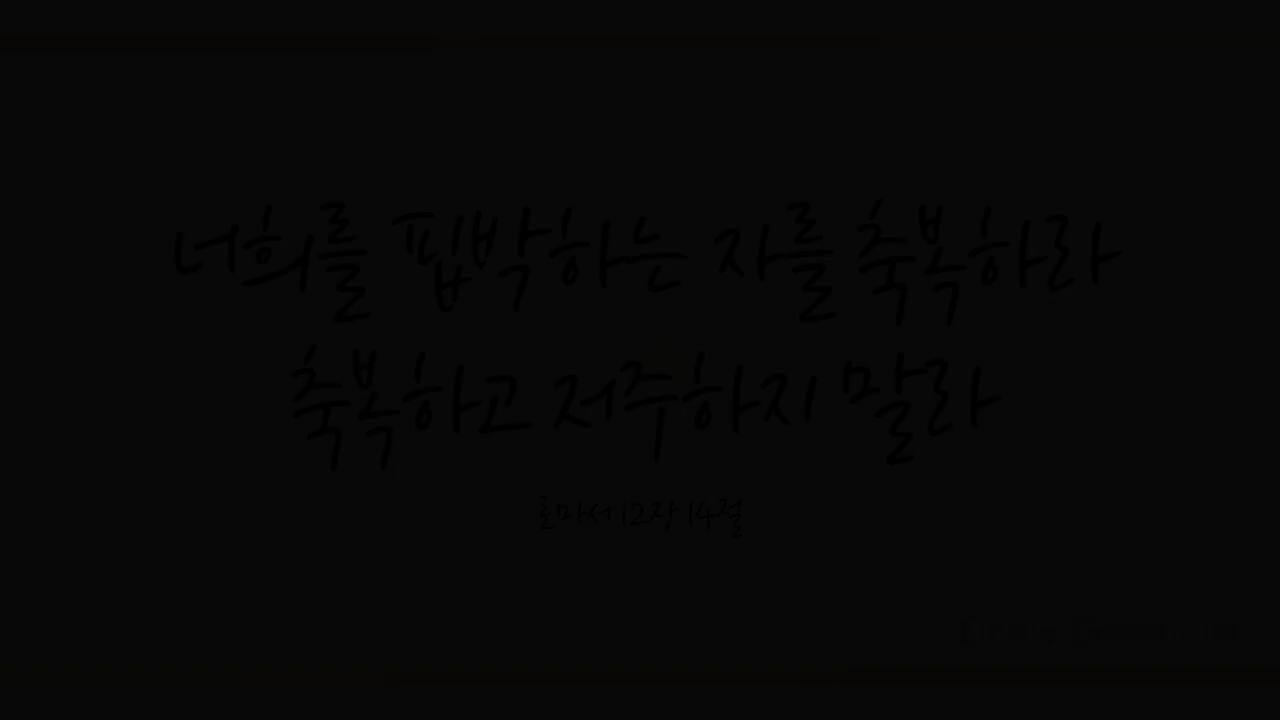 너희를 핍박하는 자를 축복하라
축복하고 저주하지 말라
로마서 12장 14절